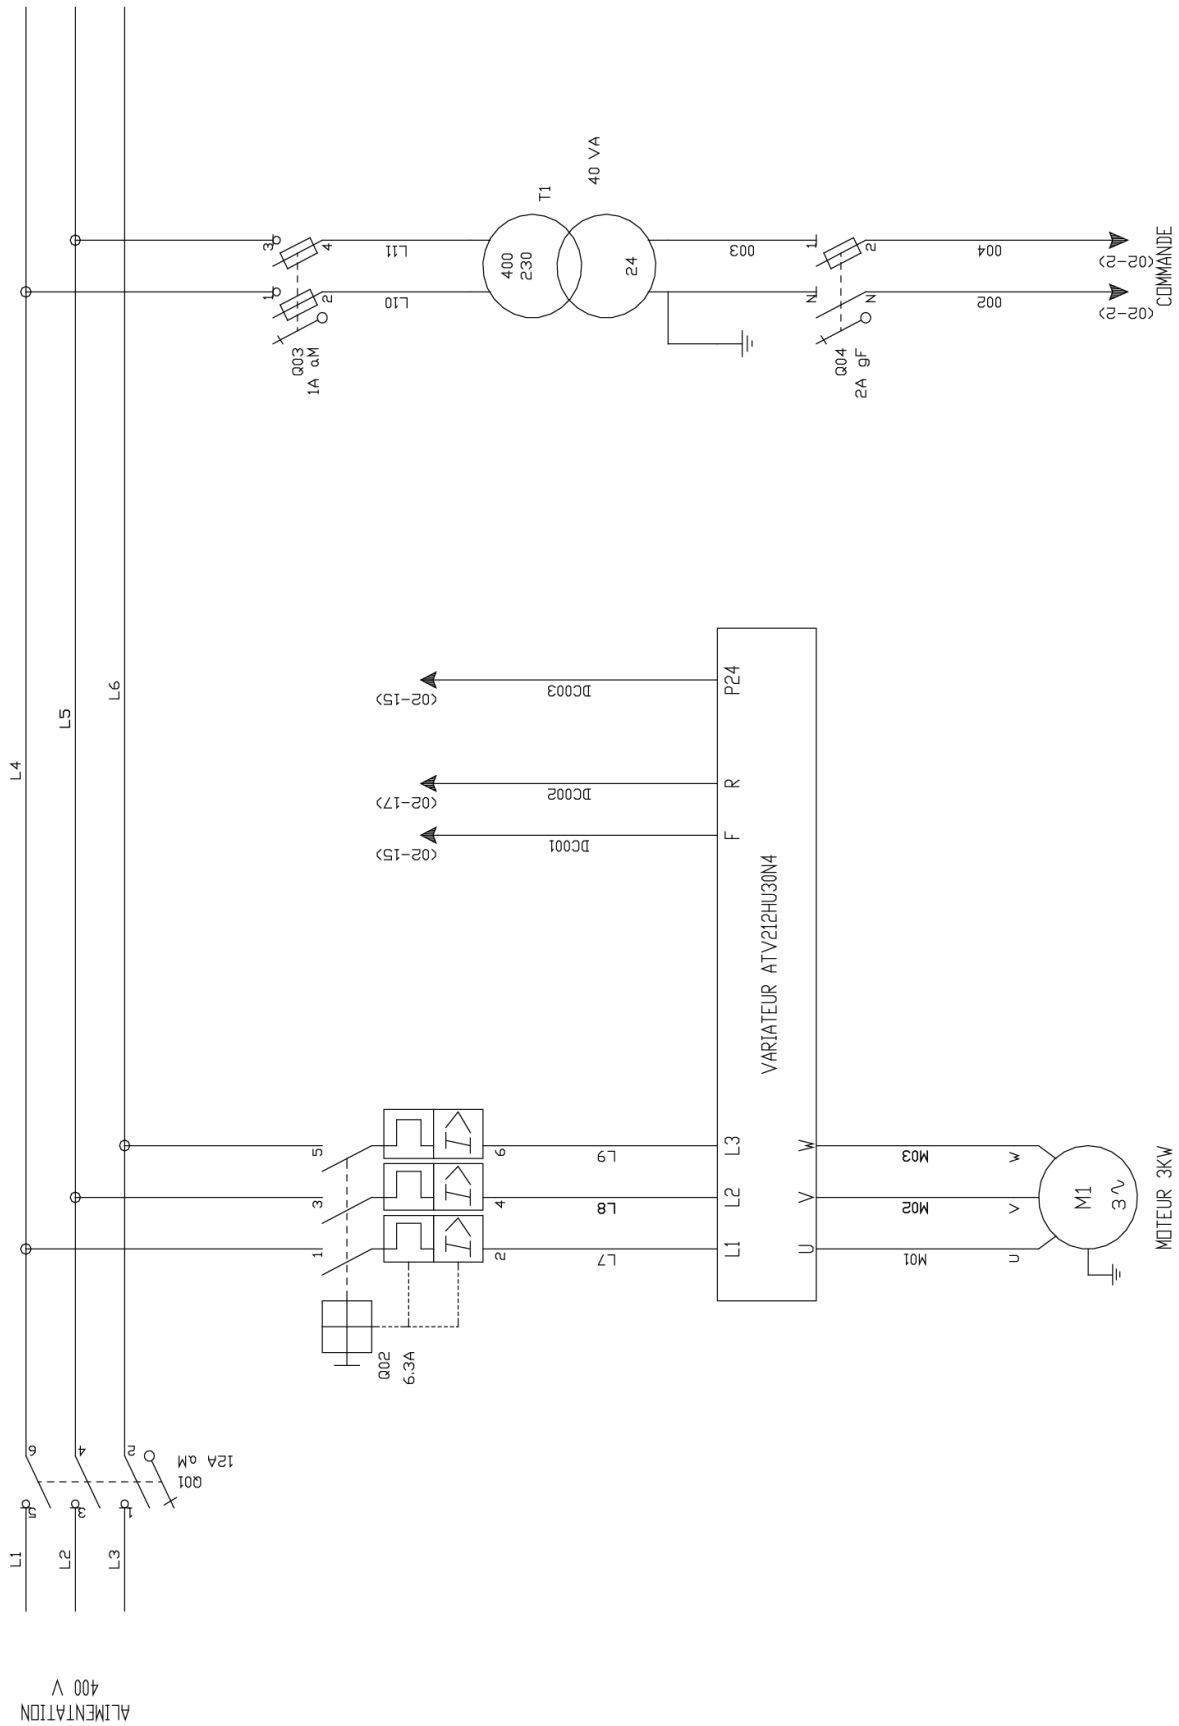 ALIMENTATION
400 V
L1
L2
L3
5
3
1
6
4
2
Q01
12A aM
L4
L5
L6
1
3
5
Q02
6.3A
2
4
6
L7
L8
L9
L1
L2
L3
F
R
P24
VARIATEUR ATV212HU30N4
U
V
W
M01
M02
M03
U
V
W
M1
3∿
MOTEUR 3KW
DC001
DC002
DC003
(02-15)
(02-17)
(02-15)
1
3
Q03
1A aM
2
4
L10
L11
400
230
T1
24
40 VA
003
N
1
Q04
2A gF
N
2
002
004
(02-2)
(02-2)
COMMANDE